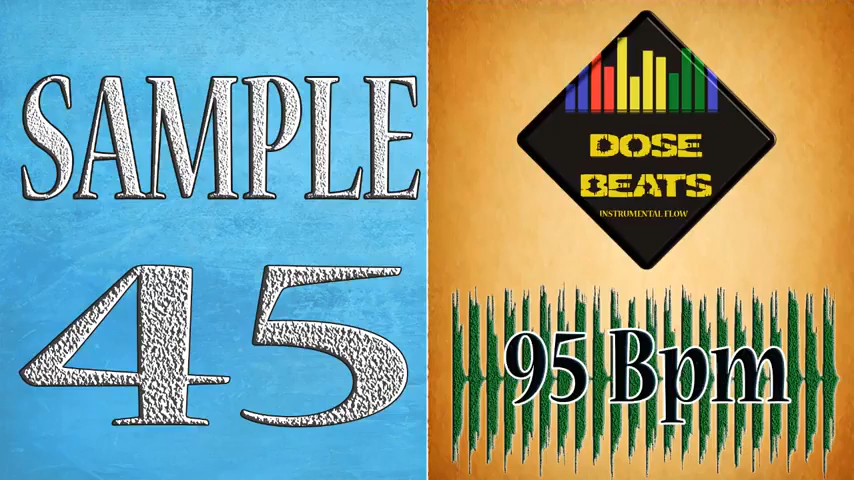 SAMPLE
45
DOSE
BEATS
INSTRUMENTAL FLOW
95 Bpm